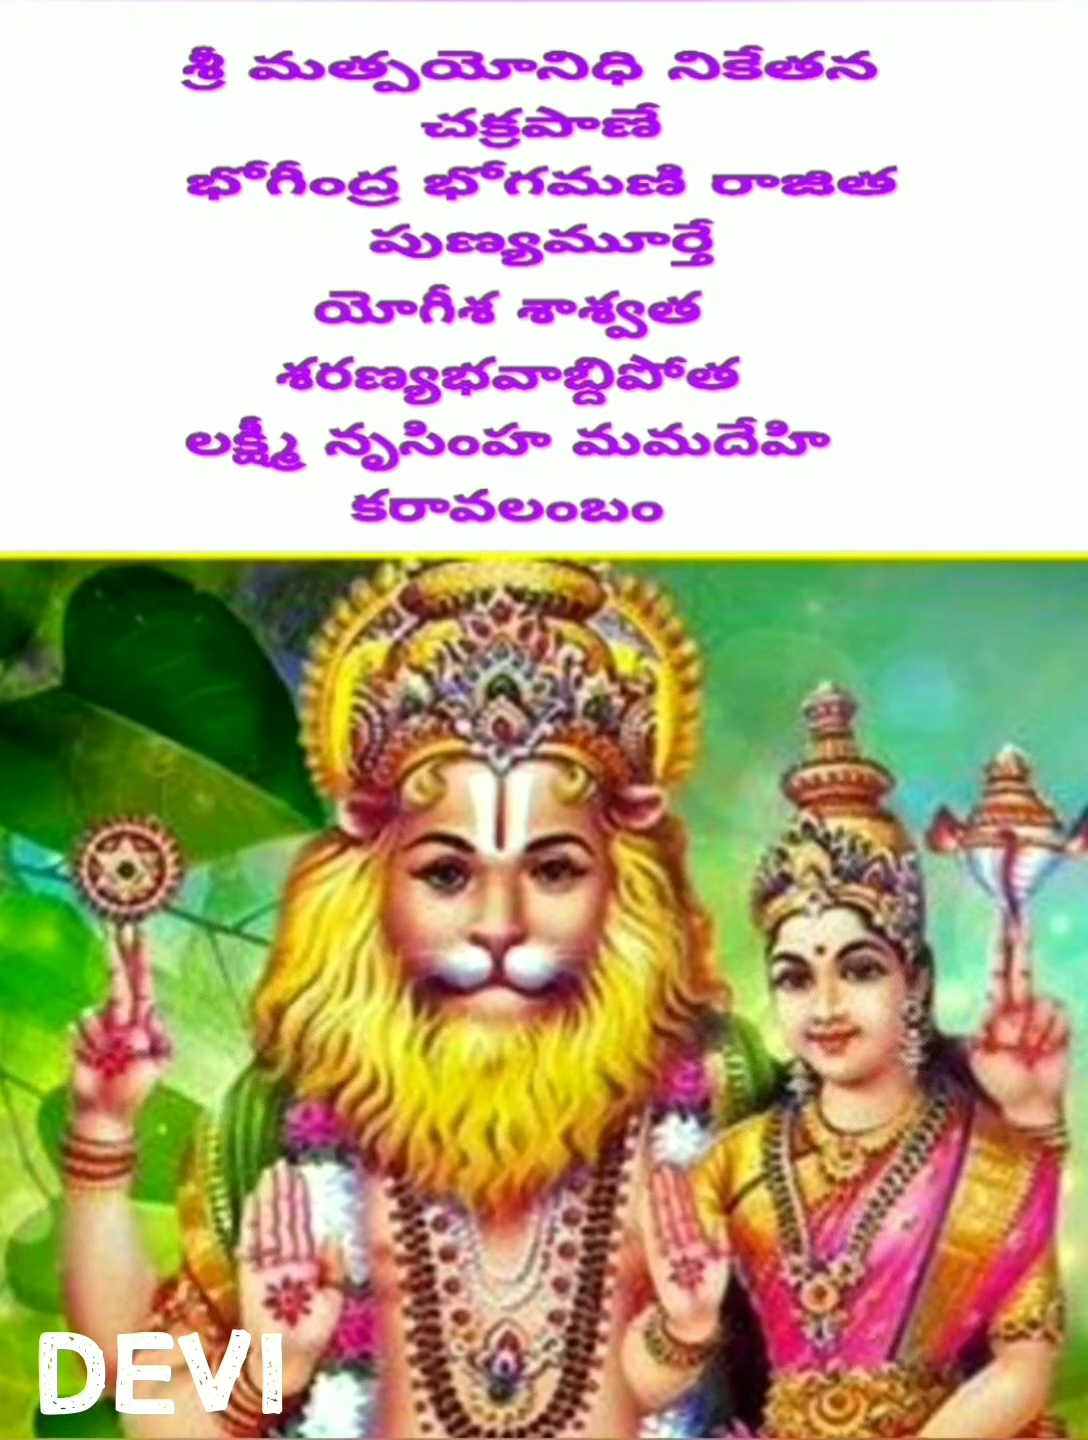 శ్రీ మత్పయోనిధి నికేతన
చక్రపాణే
భోగీంద్ర భోగమణి రాజిత
పుణ్యమూర్తే
యోగీశ శాశ్వత
శరణ్యభవాబ్దిపోత
లక్ష్మీ నృసింహ మమదేహి
కరావలంబం
DEVI